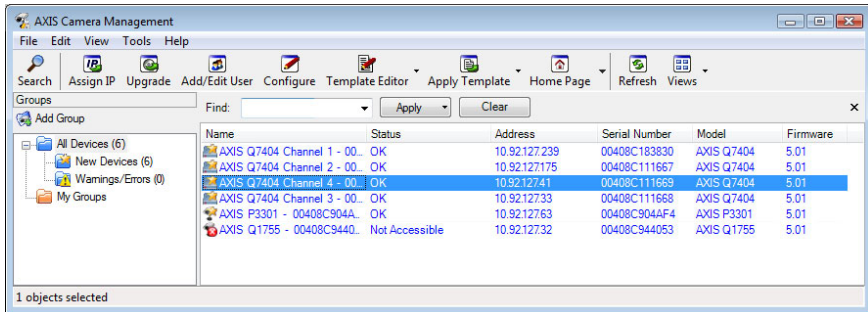 AXIS Camera Management
File Edit View Tools Help
Search Assign IP Upgrade Add/Edit User Configure Template Editor Apply Template Home Page Refresh Views
Groups
Add Group
All Devices (6)
New Devices (6)
Warnings/Errors (0)
My Groups
Find: Apply Clear
Name Status Address Serial Number Model Firmware
AXIS Q7404 Channel 1 - 00... OK 10.92.127.239 00408C183830 AXIS Q7404 5.01
AXIS Q7404 Channel 2 - 00... OK 10.92.127.175 00408C111667 AXIS Q7404 5.01
AXIS Q7404 Channel 4 - 00... OK 10.92.127.41 00408C111669 AXIS Q7404 5.01
AXIS Q7404 Channel 3 - 00... OK 10.92.127.33 00408C111668 AXIS Q7404 5.01
AXIS P3301 - 00408C904A... OK 10.92.127.63 00408C904AF4 AXIS P3301 5.01
AXIS Q1755 - 00408C9440... Not Accessible 10.92.127.32 00408C944053 AXIS Q1755 5.01
1 objects selected